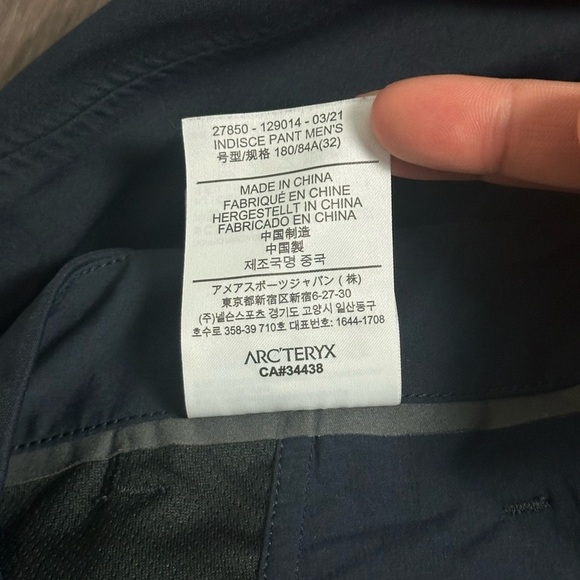 27850 - 129014 - 03/21
INDISCE PANT MEN'S
号型/规格 180/84A(32)
MADE IN CHINA
FABRIQUÉ EN CHINE
HERGESTELLT IN CHINA
FABRICADO EN CHINA
中国制造
中国製
제조국명 중국
アメアスポーツジャパン (株)
東京都新宿区新宿6-27-30
(주)넬슨스포츠 경기도 고양시 일산동구
호수로 358-39 710호 대표번호: 1644-1708
ARC'TERYX
CA#34438